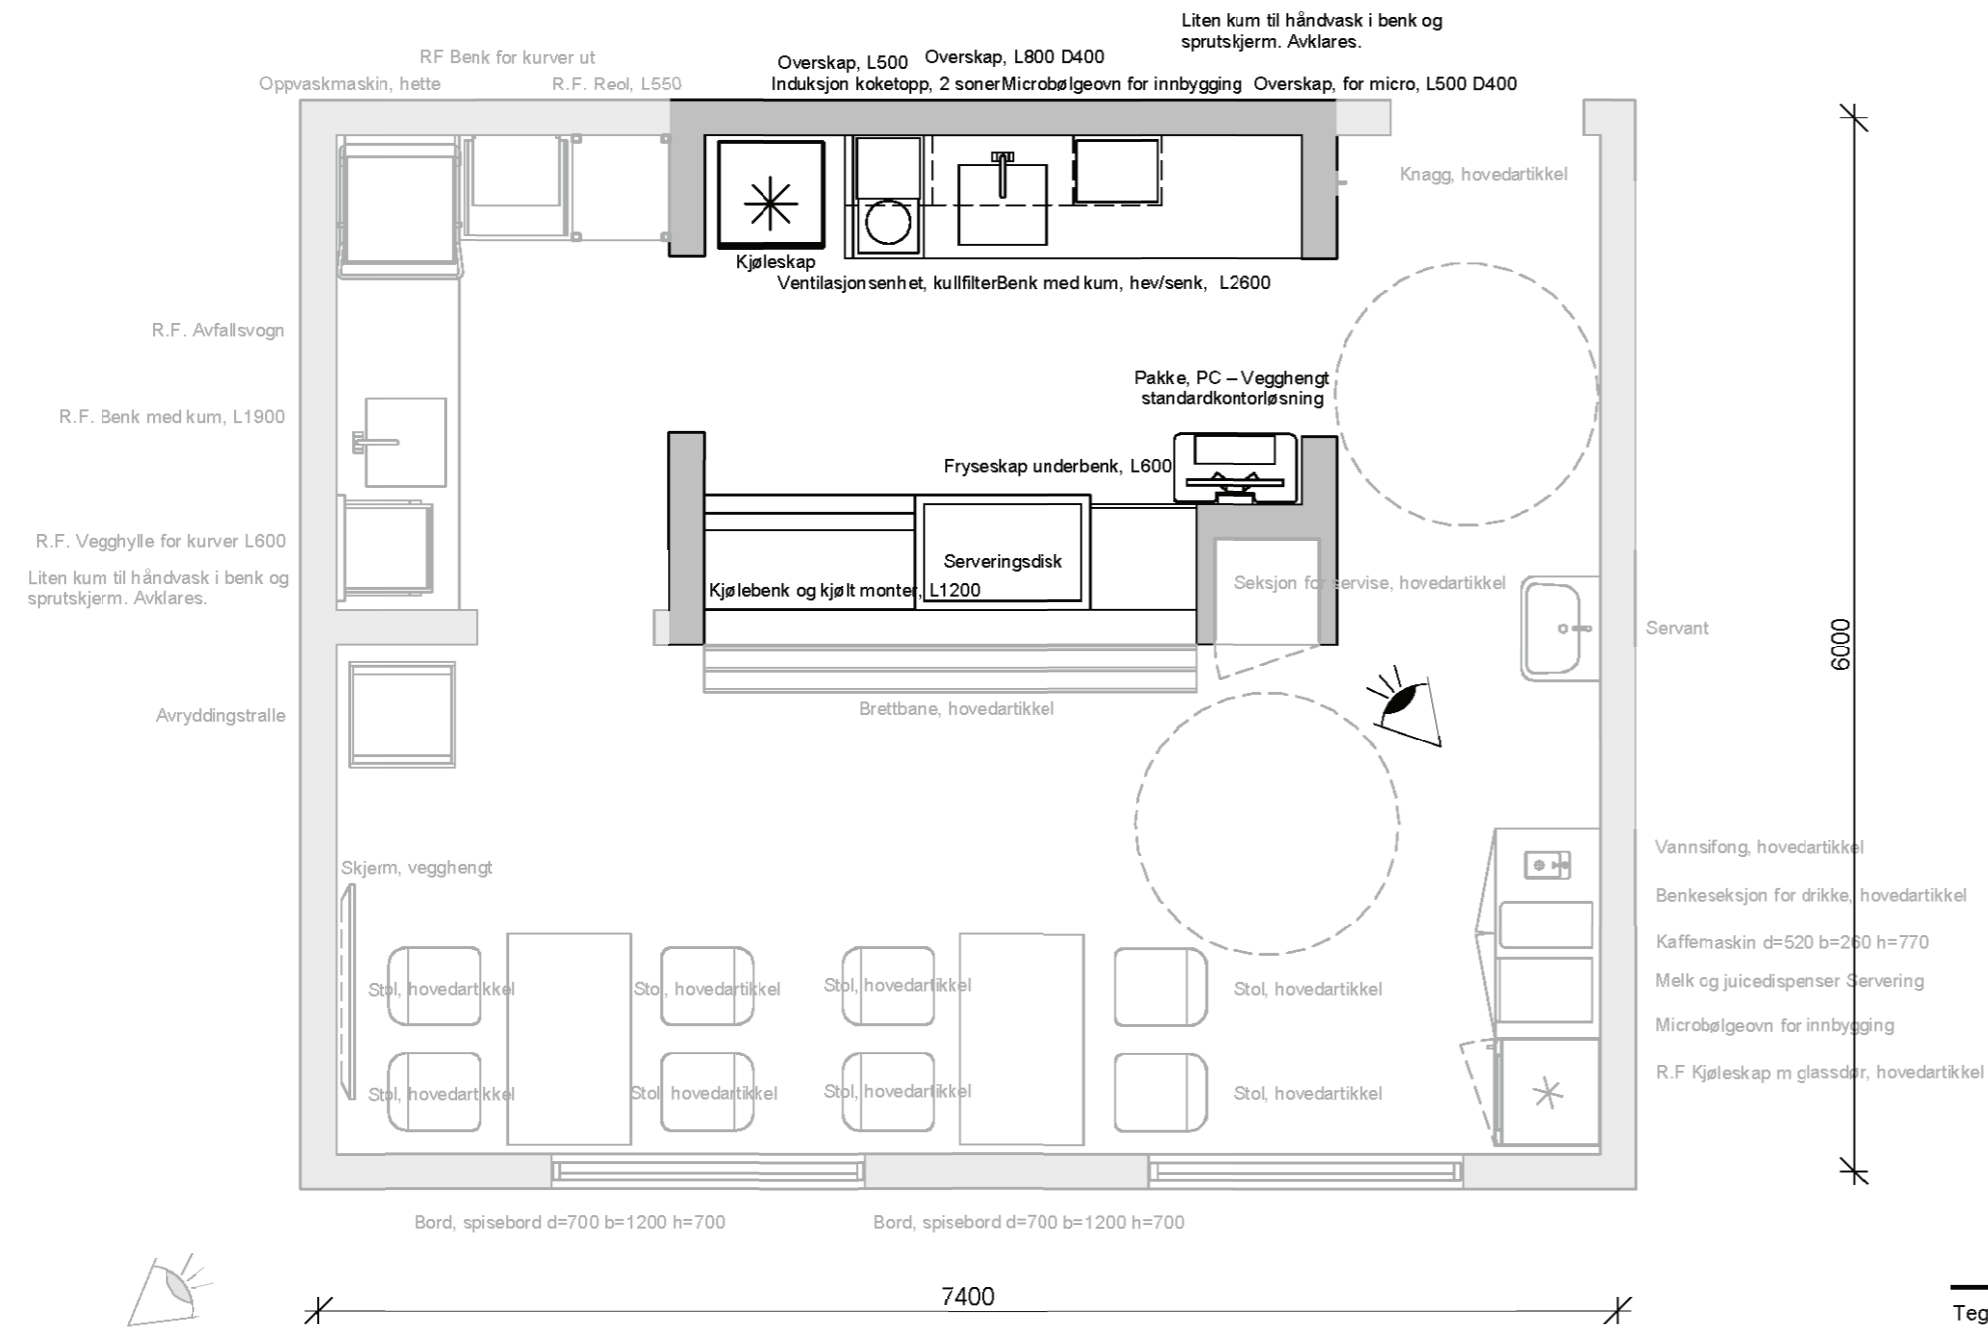 Liten kum til håndvask i benk og
sprutskjerm. Avklares.
RF Benk for kurver ut
Overskap, L500
Overskap, L800 D400
Oppvaskmaskin, hette
R.F. Reol, L550
Induksjon koketopp, 2 soner
Microbølgeovn for innbygging
Overskap, for micro, L500 D400
Knagg, hovedartikkel
Kjøleskap
Ventilasjonsenhet, kullfilter
Benk med kum, hev/senk, L2600
R.F. Avfallsvogn
Pakke, PC – Vegghengt
standardkontorløsning
R.F. Benk med kum, L1900
Fryseskap underbenk, L600
R.F. Vegghylle for kurver L600
Serveringsdisk
Liten kum til håndvask i benk og
sprutskjerm. Avklares.
Kjølebenk og kjølt monter, L1200
Seksjon for servise, hovedartikkel
Servant
6000
Avryddingstralle
Brettbane, hovedartikkel
Skjerm, vegghengt
Vannsifong, hovedartikkel
Benkeseksjon for drikke, hovedartikkel
Kaffemaskin d=520 b=260 h=770
Melk og juicedispenser Servering
Stol, hovedartikkel
Stol, hovedartikkel
Stol, hovedartikkel
Stol, hovedartikkel
Microbølgeovn for innbygging
R.F Kjøleskap m glassdør, hovedartikkel
Stol, hovedartikkel
Stol, hovedartikkel
Stol, hovedartikkel
Stol, hovedartikkel
Bord, spisebord d=700 b=1200 h=700
Bord, spisebord d=700 b=1200 h=700
7400
Teg